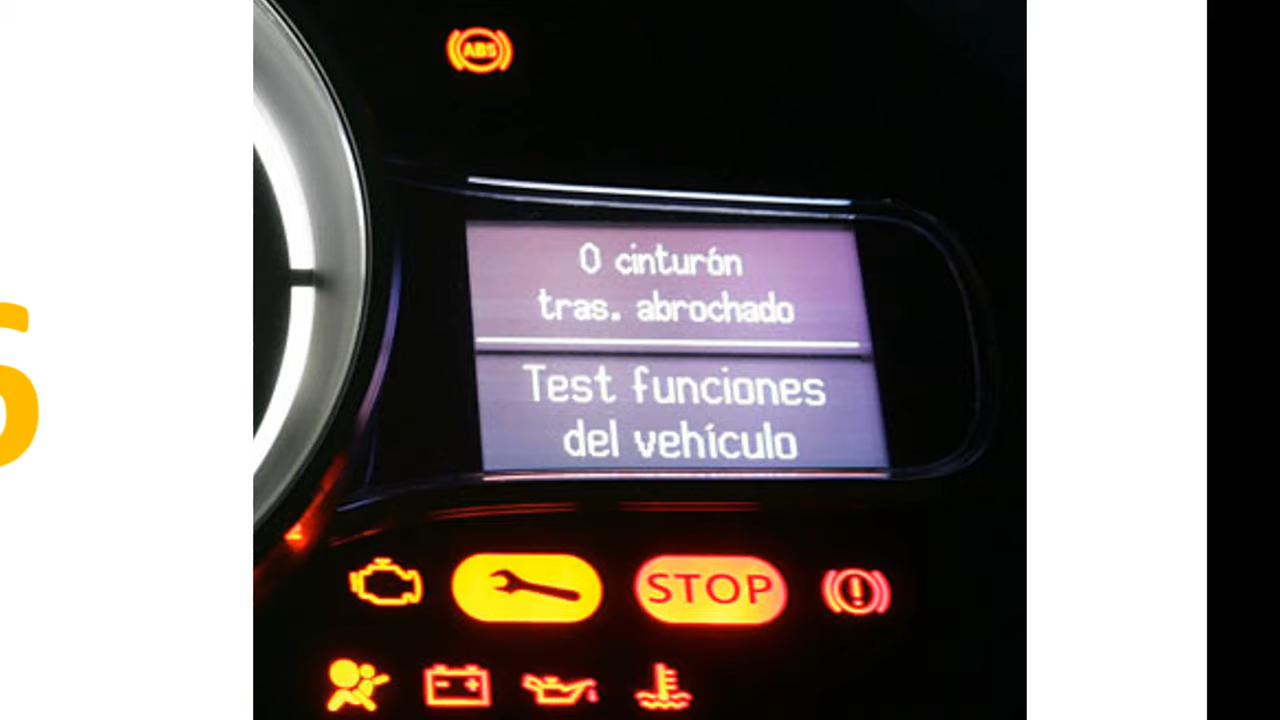 ABS
0 cinturón
tras. abrochado
Test funciones
del vehículo
STOP